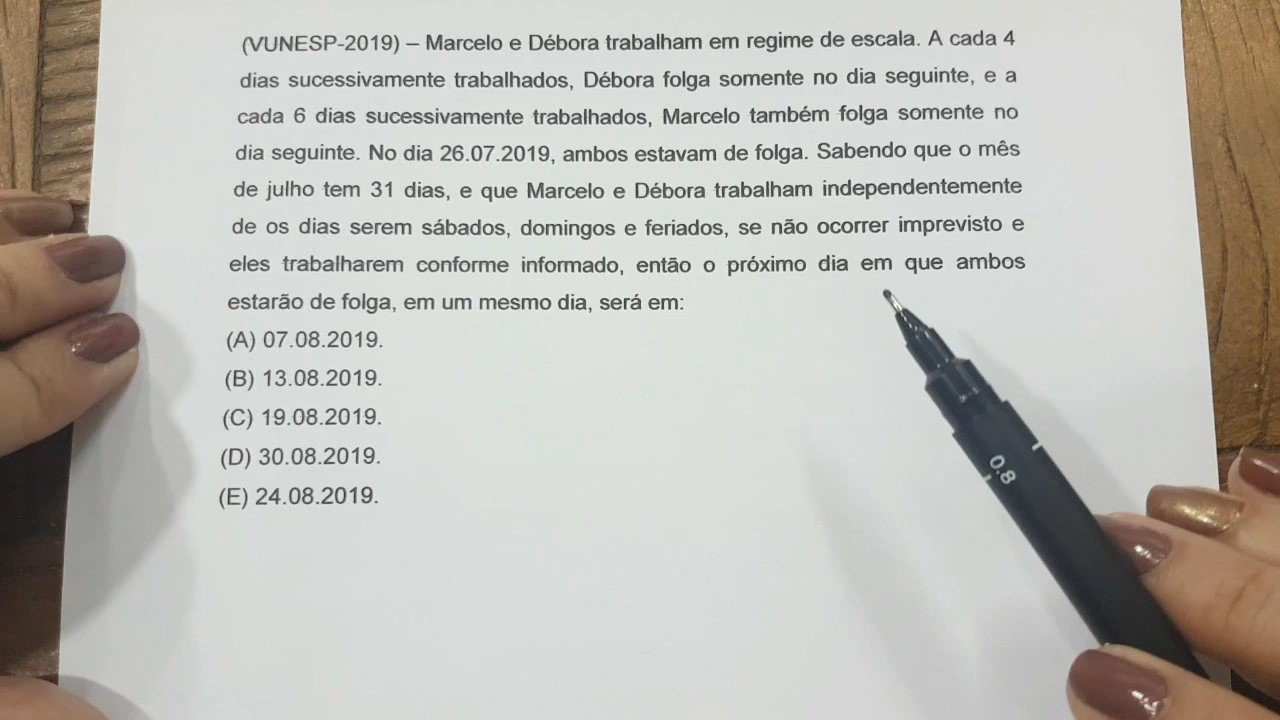 (VUNESP-2019) – Marcelo e Débora trabalham em regime de escala. A cada 4
dias sucessivamente trabalhados, Débora folga somente no dia seguinte, e a
cada 6 dias sucessivamente trabalhados, Marcelo também folga somente no
dia seguinte. No dia 26.07.2019, ambos estavam de folga. Sabendo que o mês
de julho tem 31 dias, e que Marcelo e Débora trabalham independentemente
de os dias serem sábados, domingos e feriados, se não ocorrer imprevisto e
eles trabalharem conforme informado, então o próximo dia em que ambos
estarão de folga, em um mesmo dia, será em:
(A) 07.08.2019.
(B) 13.08.2019.
(C) 19.08.2019.
(D) 30.08.2019.
(E) 24.08.2019.
0.8